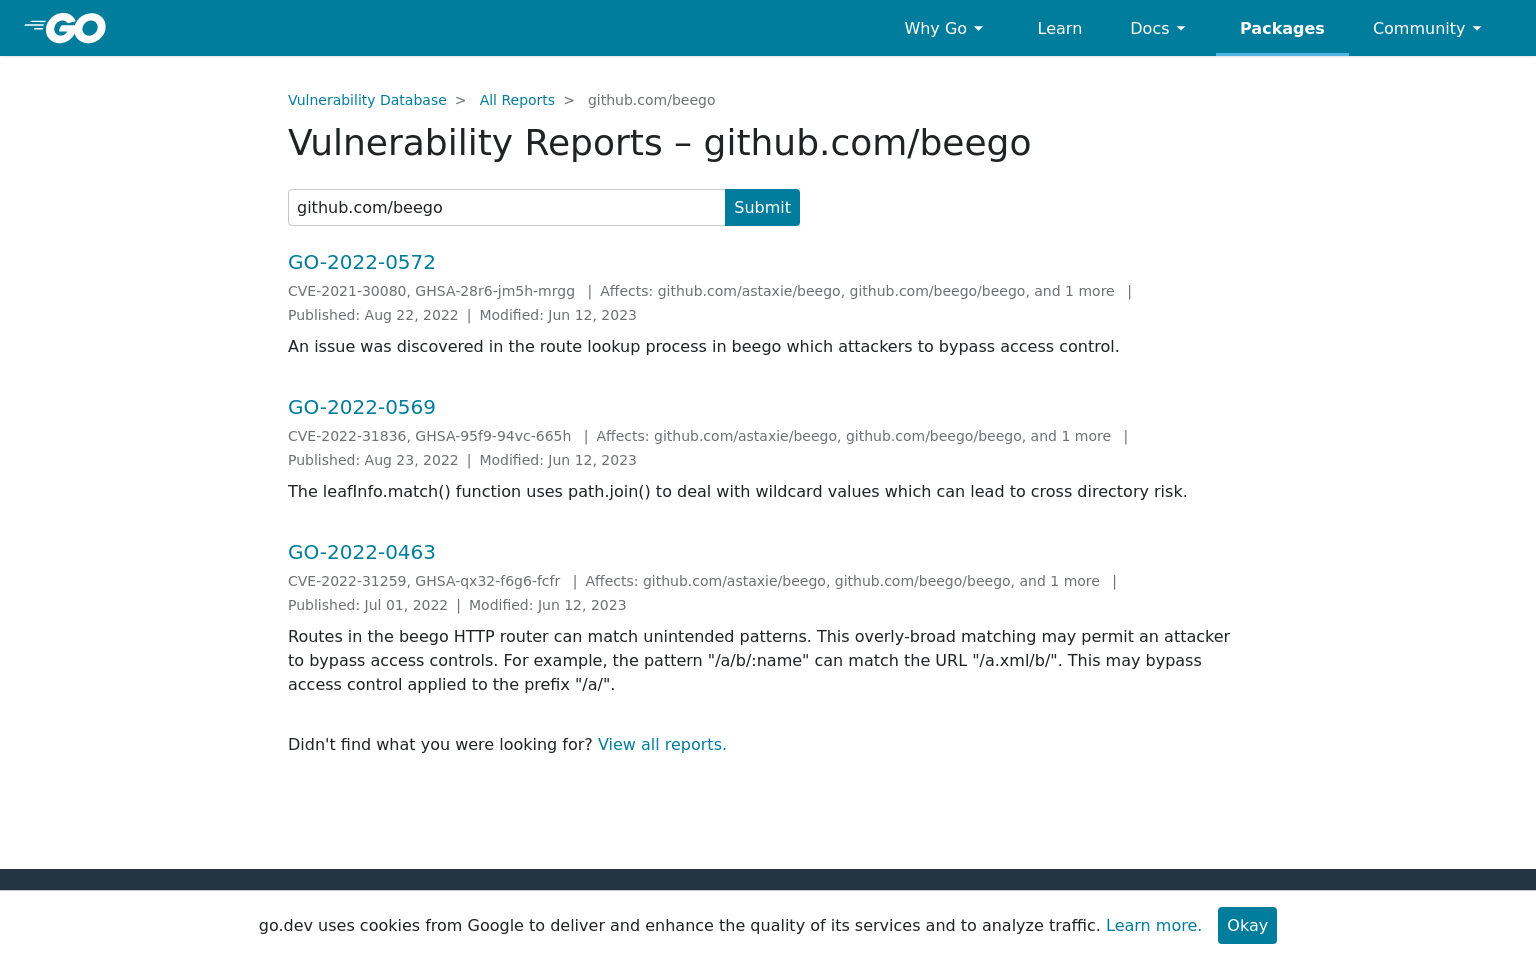 GO
Why Go
Learn
Docs
Packages
Community
Vulnerability Database > All Reports > github.com/beego
Vulnerability Reports – github.com/beego
github.com/beego
Submit
GO-2022-0572
CVE-2021-30080, GHSA-28r6-jm5h-mrgg | Affects: github.com/astaxie/beego, github.com/beego/beego, and 1 more |
Published: Aug 22, 2022 | Modified: Jun 12, 2023
An issue was discovered in the route lookup process in beego which attackers to bypass access control.
GO-2022-0569
CVE-2022-31836, GHSA-95f9-94vc-665h | Affects: github.com/astaxie/beego, github.com/beego/beego, and 1 more |
Published: Aug 23, 2022 | Modified: Jun 12, 2023
The leafInfo.match() function uses path.join() to deal with wildcard values which can lead to cross directory risk.
GO-2022-0463
CVE-2022-31259, GHSA-qx32-f6g6-fcfr | Affects: github.com/astaxie/beego, github.com/beego/beego, and 1 more |
Published: Jul 01, 2022 | Modified: Jun 12, 2023
Routes in the beego HTTP router can match unintended patterns. This overly-broad matching may permit an attacker
to bypass access controls. For example, the pattern "/a/b/:name" can match the URL "/a.xml/b/". This may bypass
access control applied to the prefix "/a/".
Didn't find what you were looking for? View all reports.
go.dev uses cookies from Google to deliver and enhance the quality of its services and to analyze traffic. Learn more.
Okay